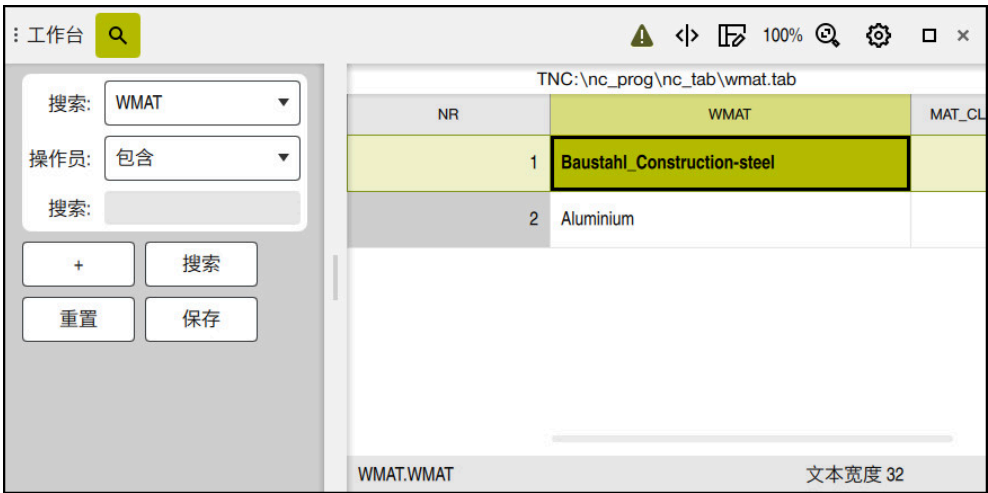 工作台
100%
TNC:\nc_prog\nc_tab\wmat.tab
搜索: WMAT
操作员: 包含
搜索:
+ 搜索
重置 保存
NR WMAT MAT_CL
1 Baustahl_Construction-steel
2 Aluminium
WMAT.WMAT 文本宽度 32